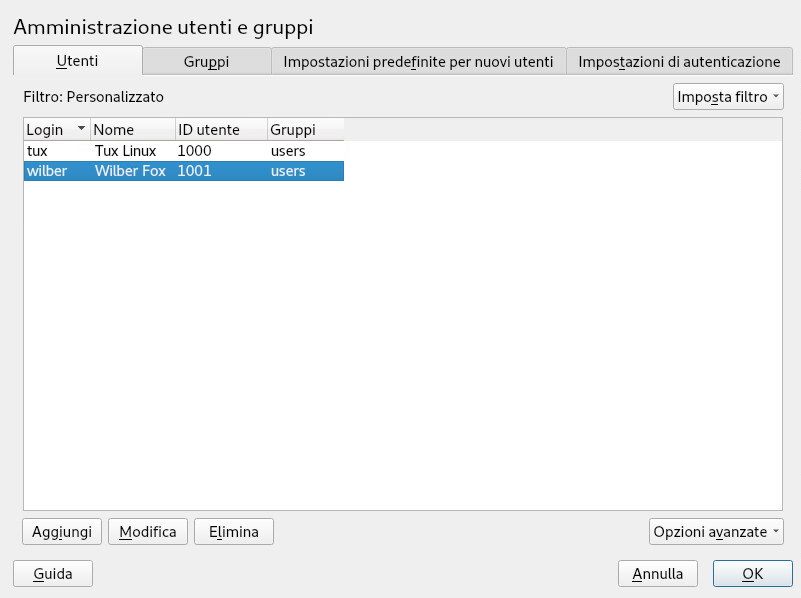 Amministrazione utenti e gruppi
Utenti Gruppi Impostazioni predefinite per nuovi utenti Impostazioni di autenticazione
Filtro: Personalizzato Imposta filtro
Login Nome ID utente Gruppi
tux Tux Linux 1000 users
wilber Wilber Fox 1001 users
Aggiungi Modifica Elimina Opzioni avanzate
Guida Annulla OK